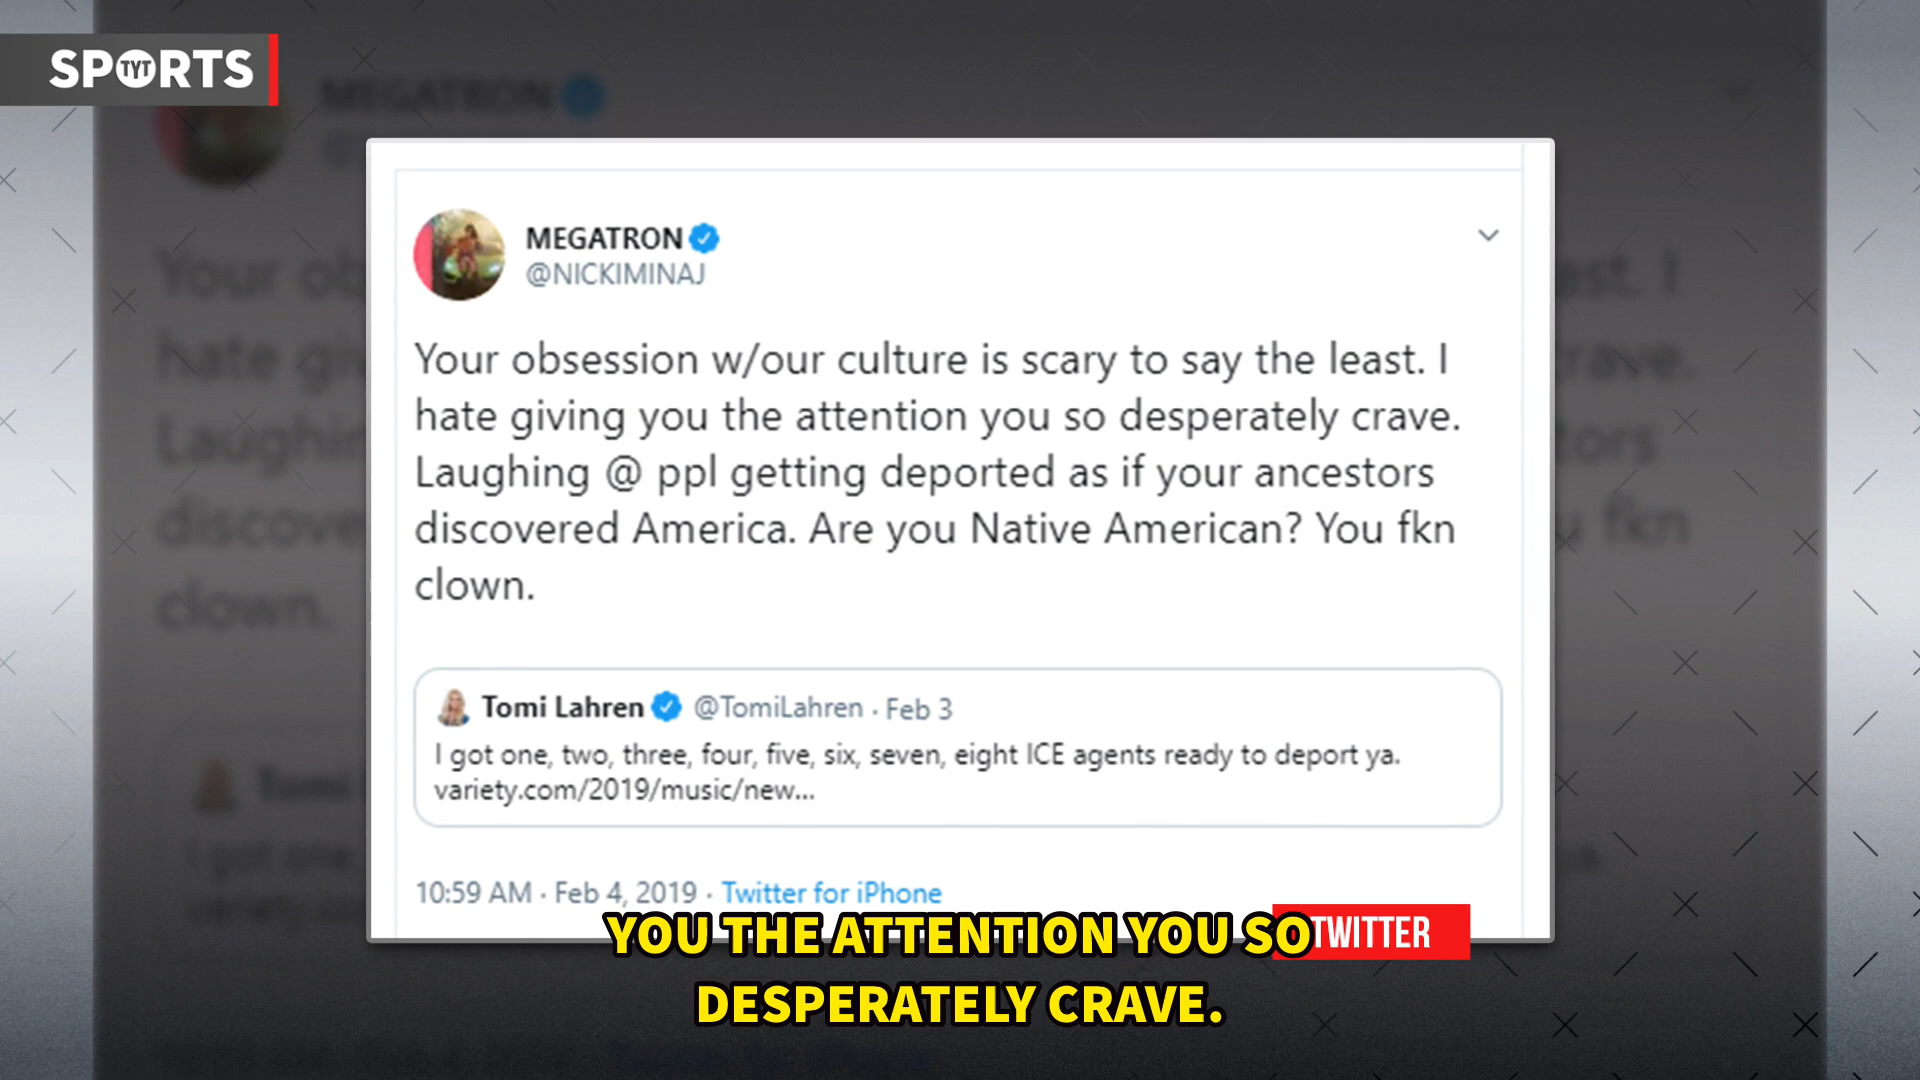 SPORTS
TYT
MEGATRON
@NICKIMINAJ
Your obsession w/our culture is scary to say the least. I
hate giving you the attention you so desperately crave.
Laughing @ ppl getting deported as if your ancestors
discovered America. Are you Native American? You fkn
clown.
Tomi Lahren @TomiLahren · Feb 3
I got one, two, three, four, five, six, seven, eight ICE agents ready to deport ya.
variety.com/2019/music/new...
10:59 AM · Feb 4, 2019 · Twitter for iPhone
TWITTER
YOU THE ATTENTION YOU SO
DESPERATELY CRAVE.